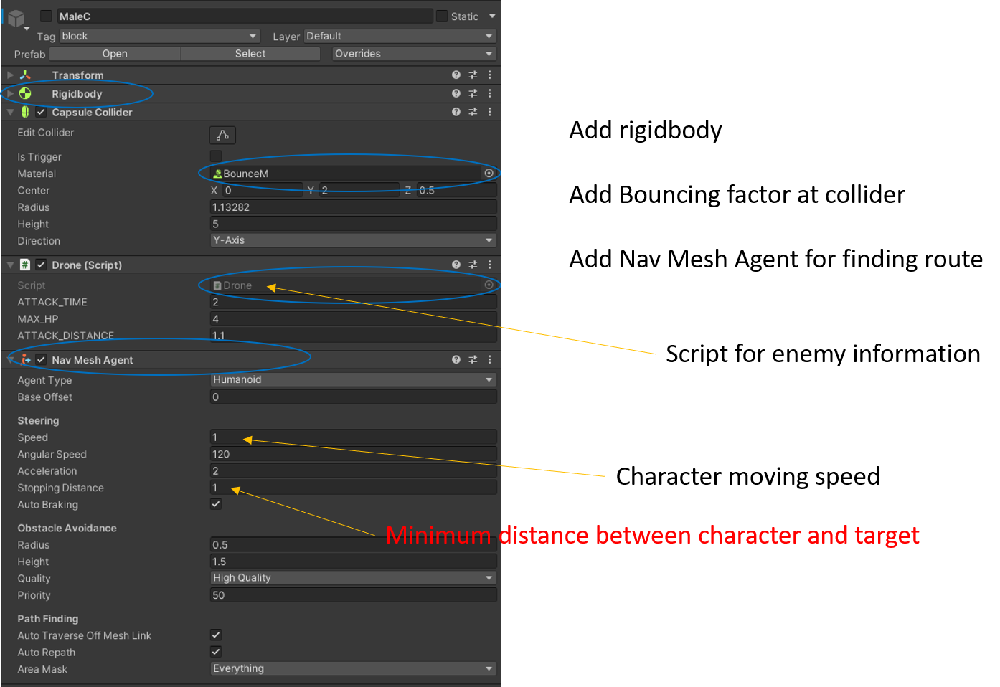 MaleC
Static
Tag block Layer Default
Prefab Open Select Overrides
Transform
Rigidbody
Capsule Collider
Edit Collider
Is Trigger
Material BounceM
Center X 0 Y 2 Z 0.5
Radius 1.13282
Height 5
Direction Y-Axis
Drone (Script)
Script Drone
ATTACK_TIME 2
MAX_HP 4
ATTACK_DISTANCE 1.1
Nav Mesh Agent
Agent Type Humanoid
Base Offset 0
Steering
Speed 1
Angular Speed 120
Acceleration 2
Stopping Distance 1
Auto Braking
Obstacle Avoidance
Radius 0.5
Height 1.5
Quality High Quality
Priority 50
Path Finding
Auto Traverse Off Mesh Link
Auto Repath
Area Mask Everything
Add rigidbody
Add Bouncing factor at collider
Add Nav Mesh Agent for finding route
Script for enemy information
Character moving speed
Minimum distance between character and target